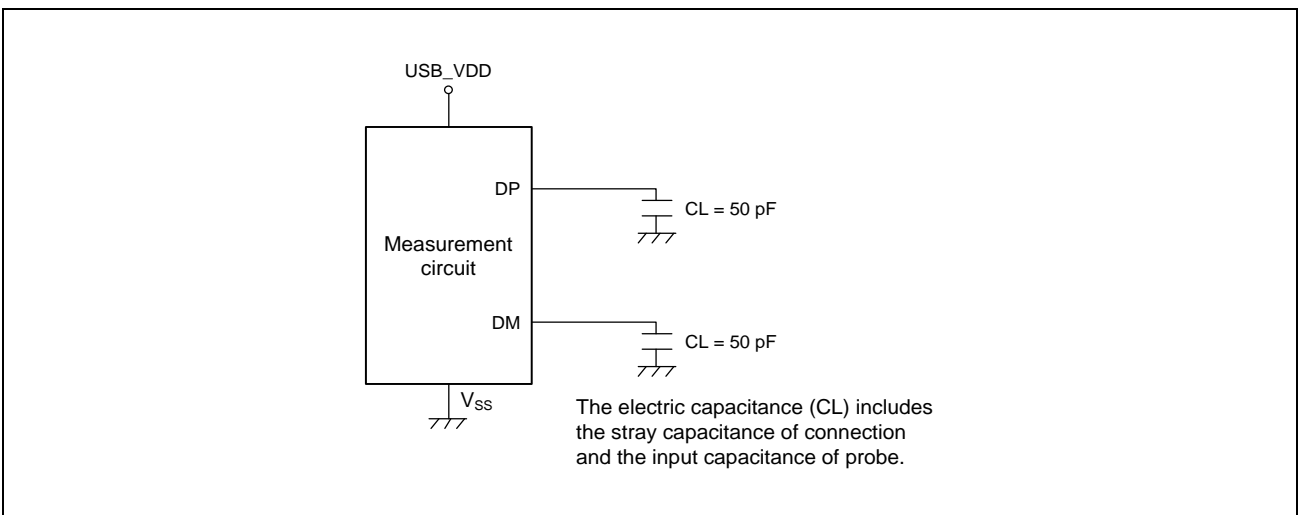 USB_VDD
DP
CL = 50 pF
Measurement
circuit
DM
CL = 50 pF
VSS
The electric capacitance (CL) includes
the stray capacitance of connection
and the input capacitance of probe.